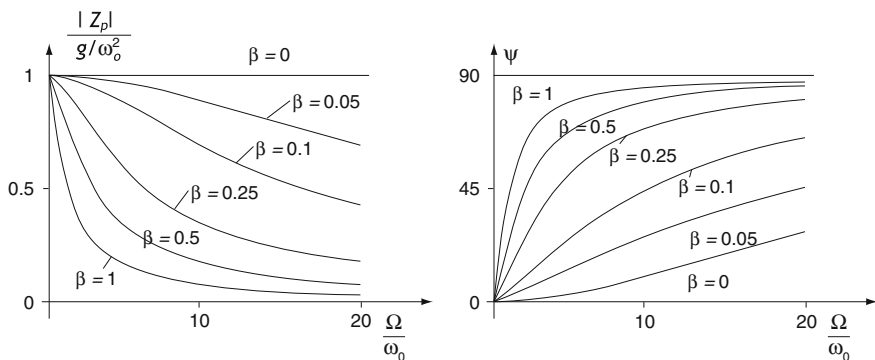 | Z_p |
g/ω_o^2
β = 0
1
β = 0.05
β = 0.1
0.5
β = 0.25
β = 0.5
β = 1
0
10
20
Ω
ω_0
ψ
90
β = 1
β = 0.5
β = 0.25
45
β = 0.1
β = 0.05
β = 0
0
10
20
Ω
ω_0